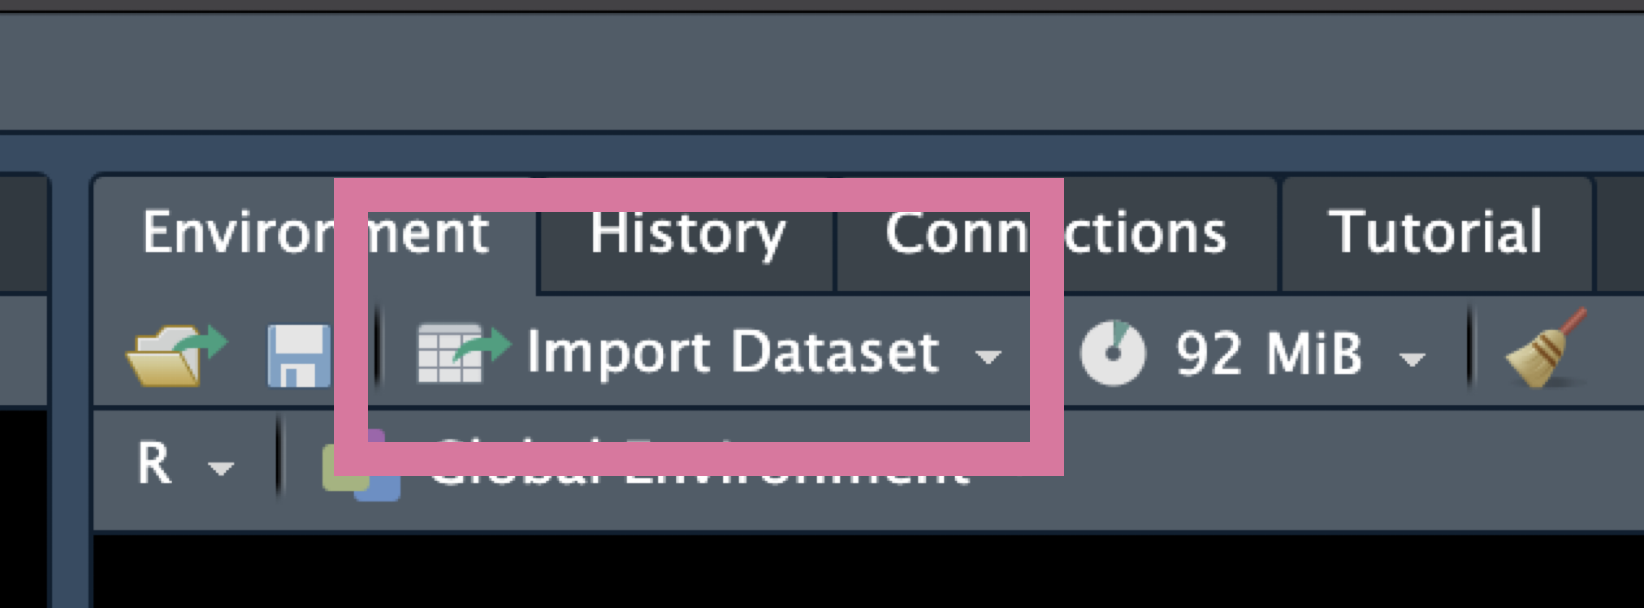 Environment History Connections Tutorial
Import Dataset 92 MiB
R Global Environment